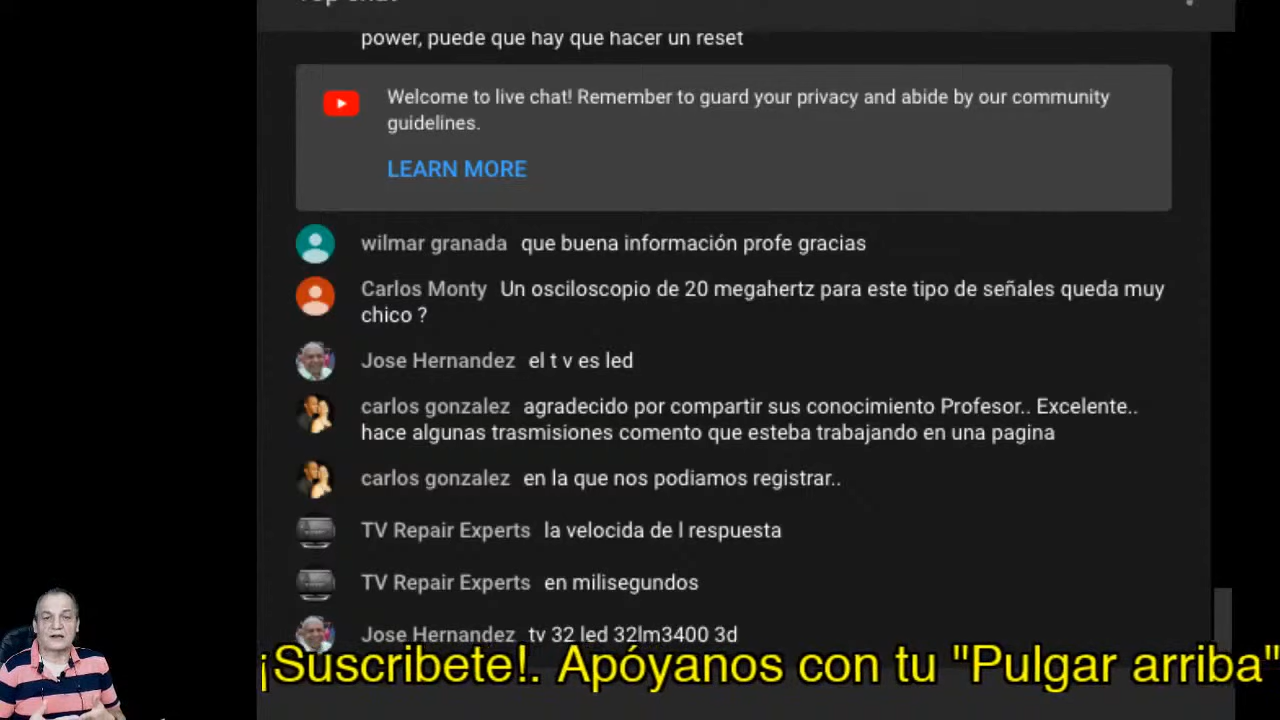 power, puede que hay que hacer un reset
Welcome to live chat! Remember to guard your privacy and abide by our community
guidelines.
LEARN MORE
wilmar granada que buena información profe gracias
Carlos Monty Un osciloscopio de 20 megahertz para este tipo de señales queda muy
chico ?
Jose Hernandez el t v es led
carlos gonzalez agradecido por compartir sus conocimiento Profesor.. Excelente..
hace algunas trasmisiones comento que esteba trabajando en una pagina
carlos gonzalez en la que nos podiamos registrar..
TV Repair Experts la velocida de l respuesta
TV Repair Experts en milisegundos
Jose Hernandez tv 32 led 32lm3400 3d
¡Suscribete!. Apóyanos con tu "Pulgar arriba"